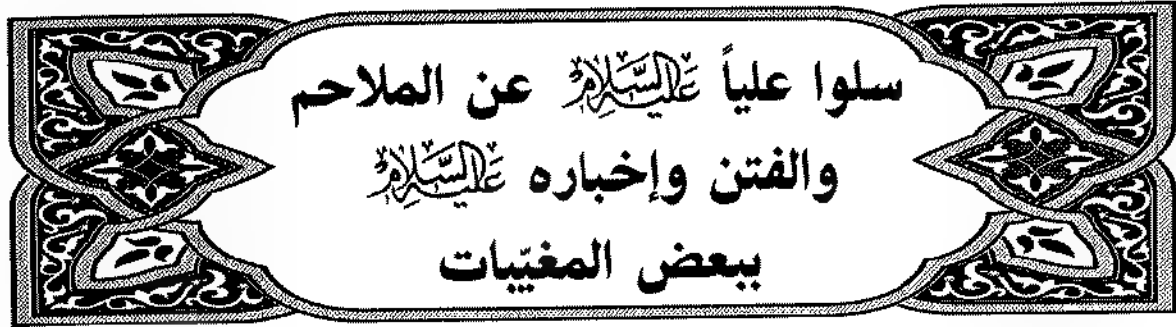 سلوا علياً عَلَيْهِ السَّلَامُ عن الملاحم
والفتن وإخباره عَلَيْهِ السَّلَامُ
ببعض المغيّبات